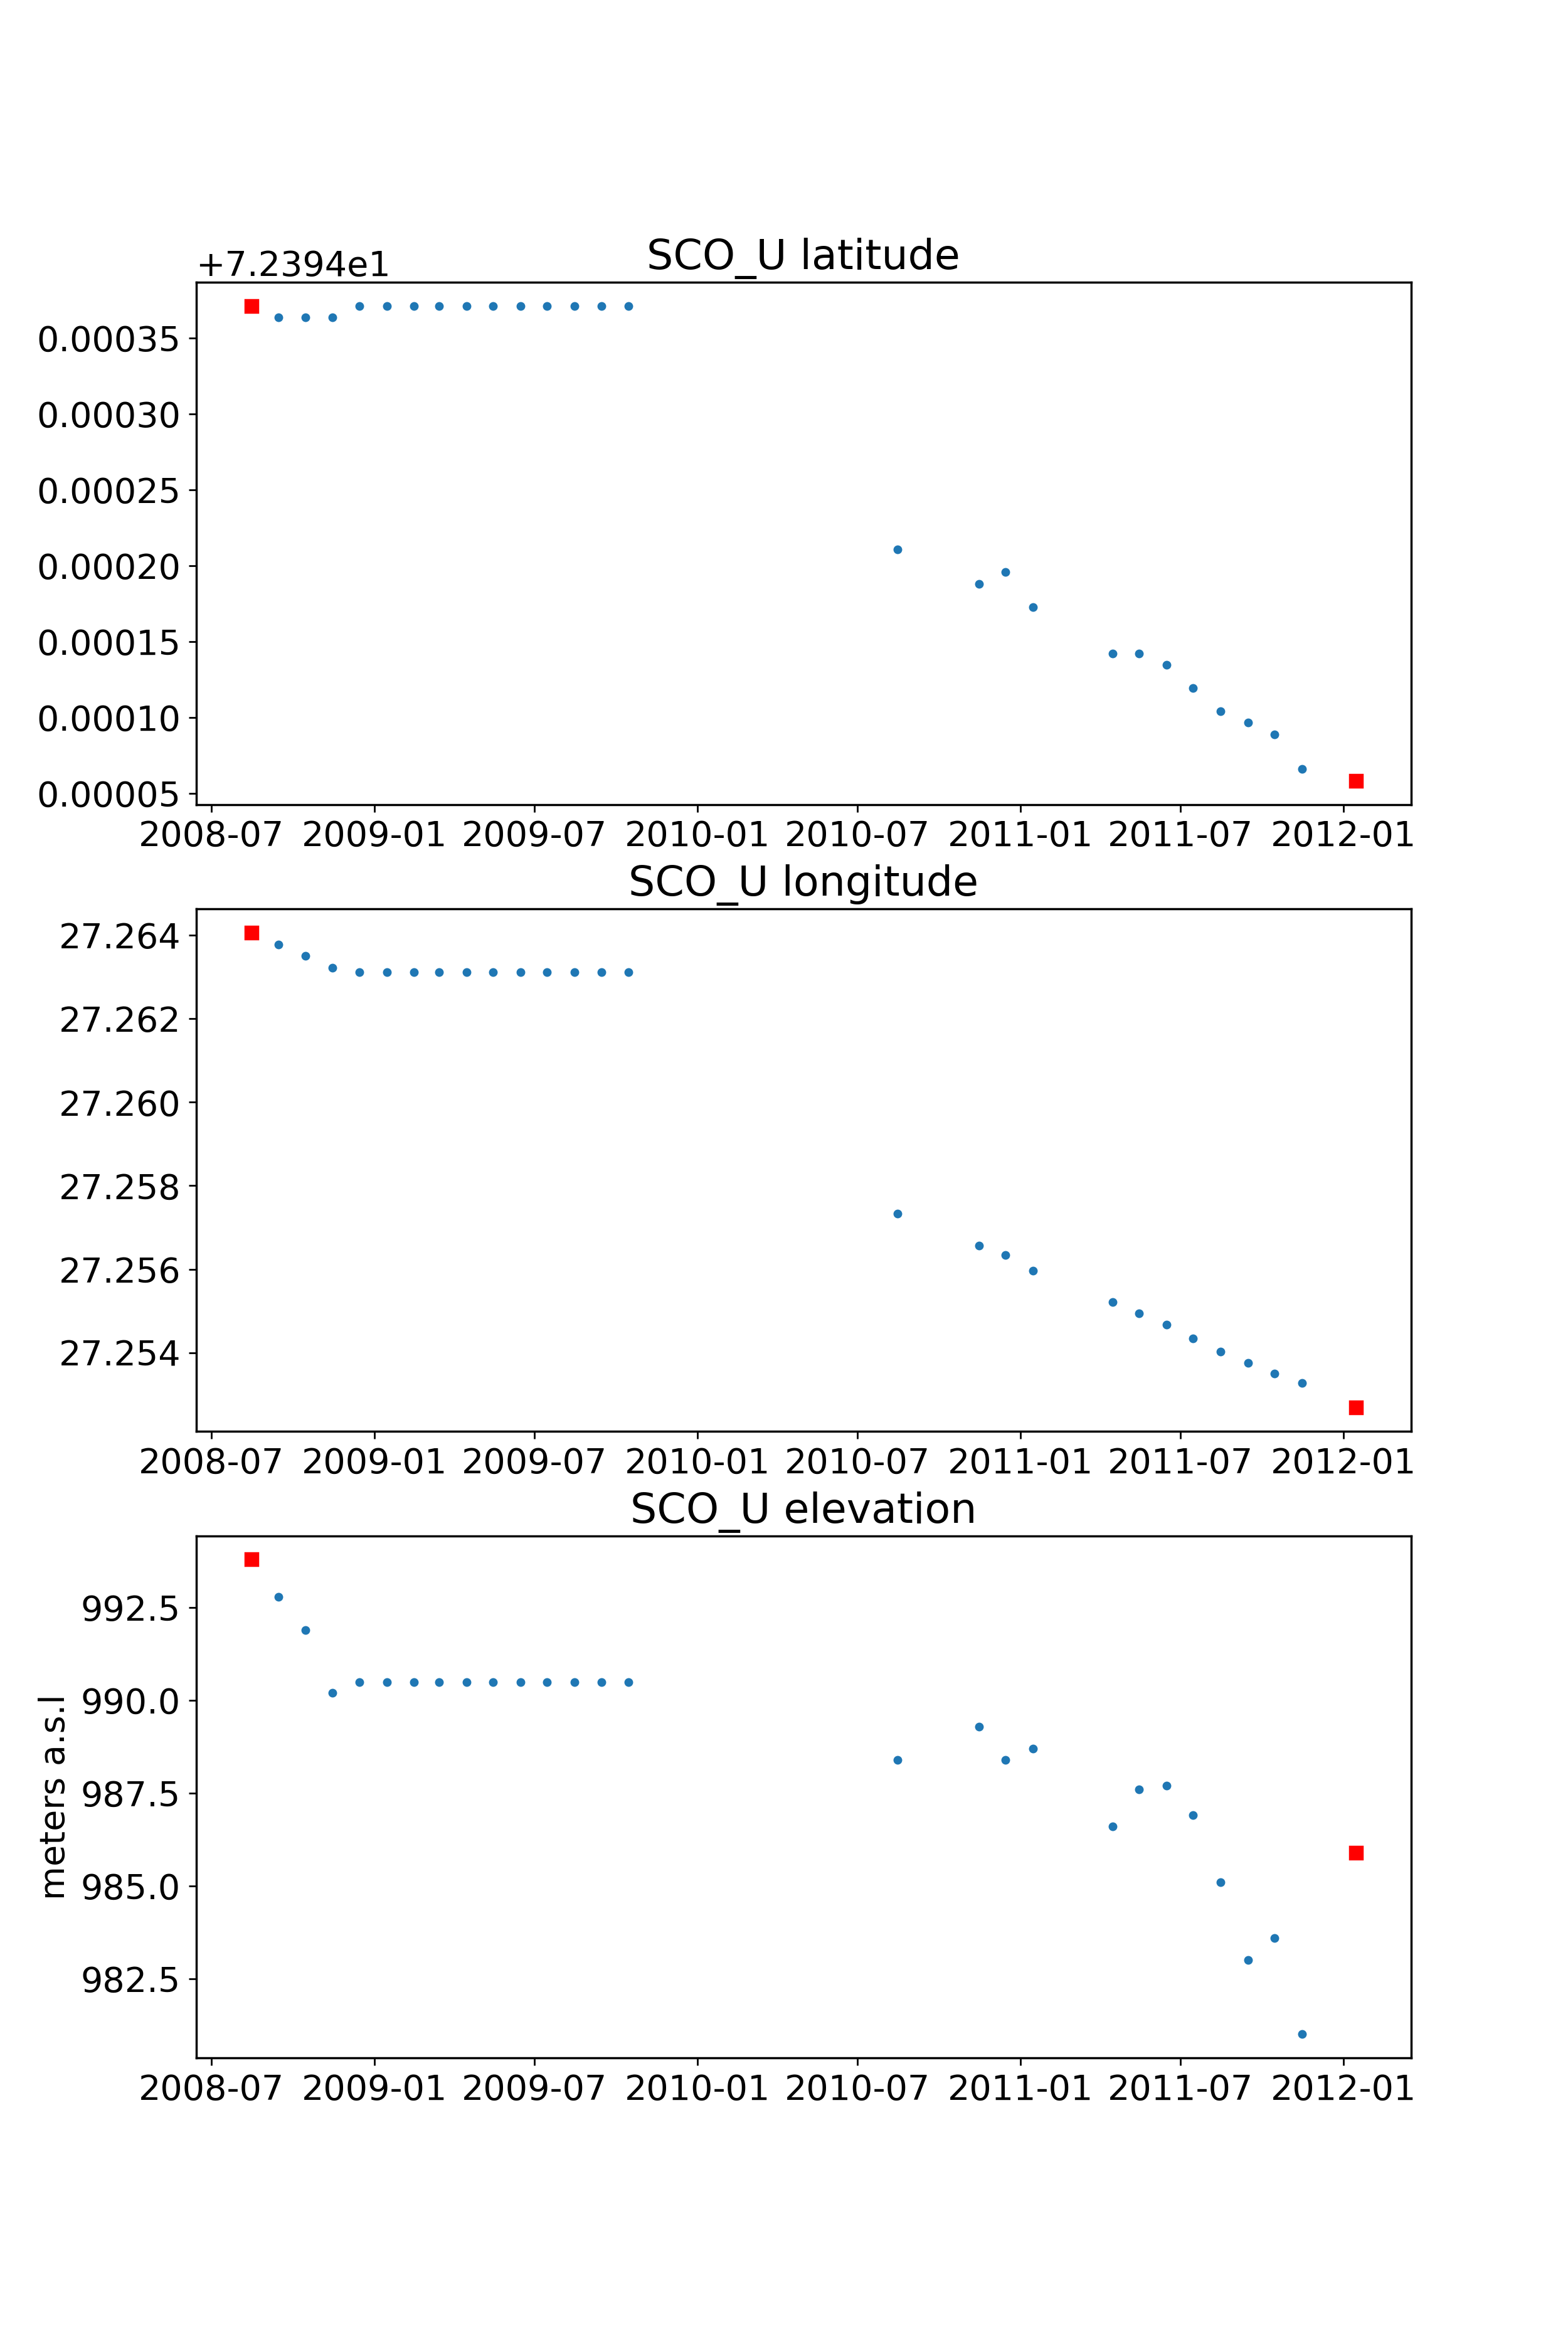 SCO_U latitude
+7.2394e1
0.00035
0.00030
0.00025
0.00020
0.00015
0.00010
0.00005
2008-07 2009-01 2009-07 2010-01 2010-07 2011-01 2011-07 2012-01
SCO_U longitude
27.264
27.262
27.260
27.258
27.256
27.254
2008-07 2009-01 2009-07 2010-01 2010-07 2011-01 2011-07 2012-01
SCO_U elevation
meters a.s.l
992.5
990.0
987.5
985.0
982.5
2008-07 2009-01 2009-07 2010-01 2010-07 2011-01 2011-07 2012-01